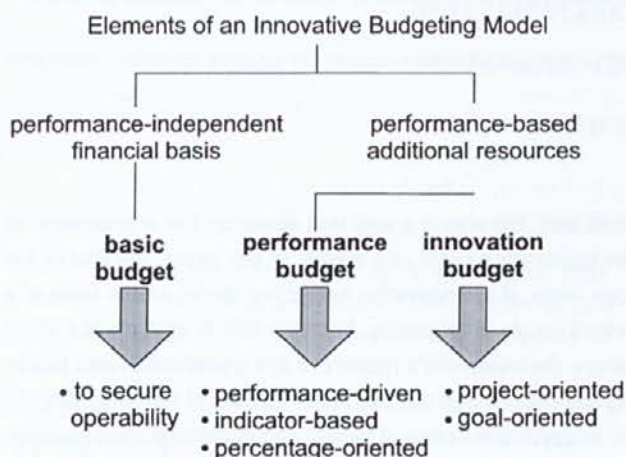 Elements of an Innovative Budgeting Model
performance-independent
financial basis
performance-based
additional resources
basic
budget
performance
budget
innovation
budget
• to secure
operability
• performance-driven
• indicator-based
• percentage-oriented
• project-oriented
• goal-oriented